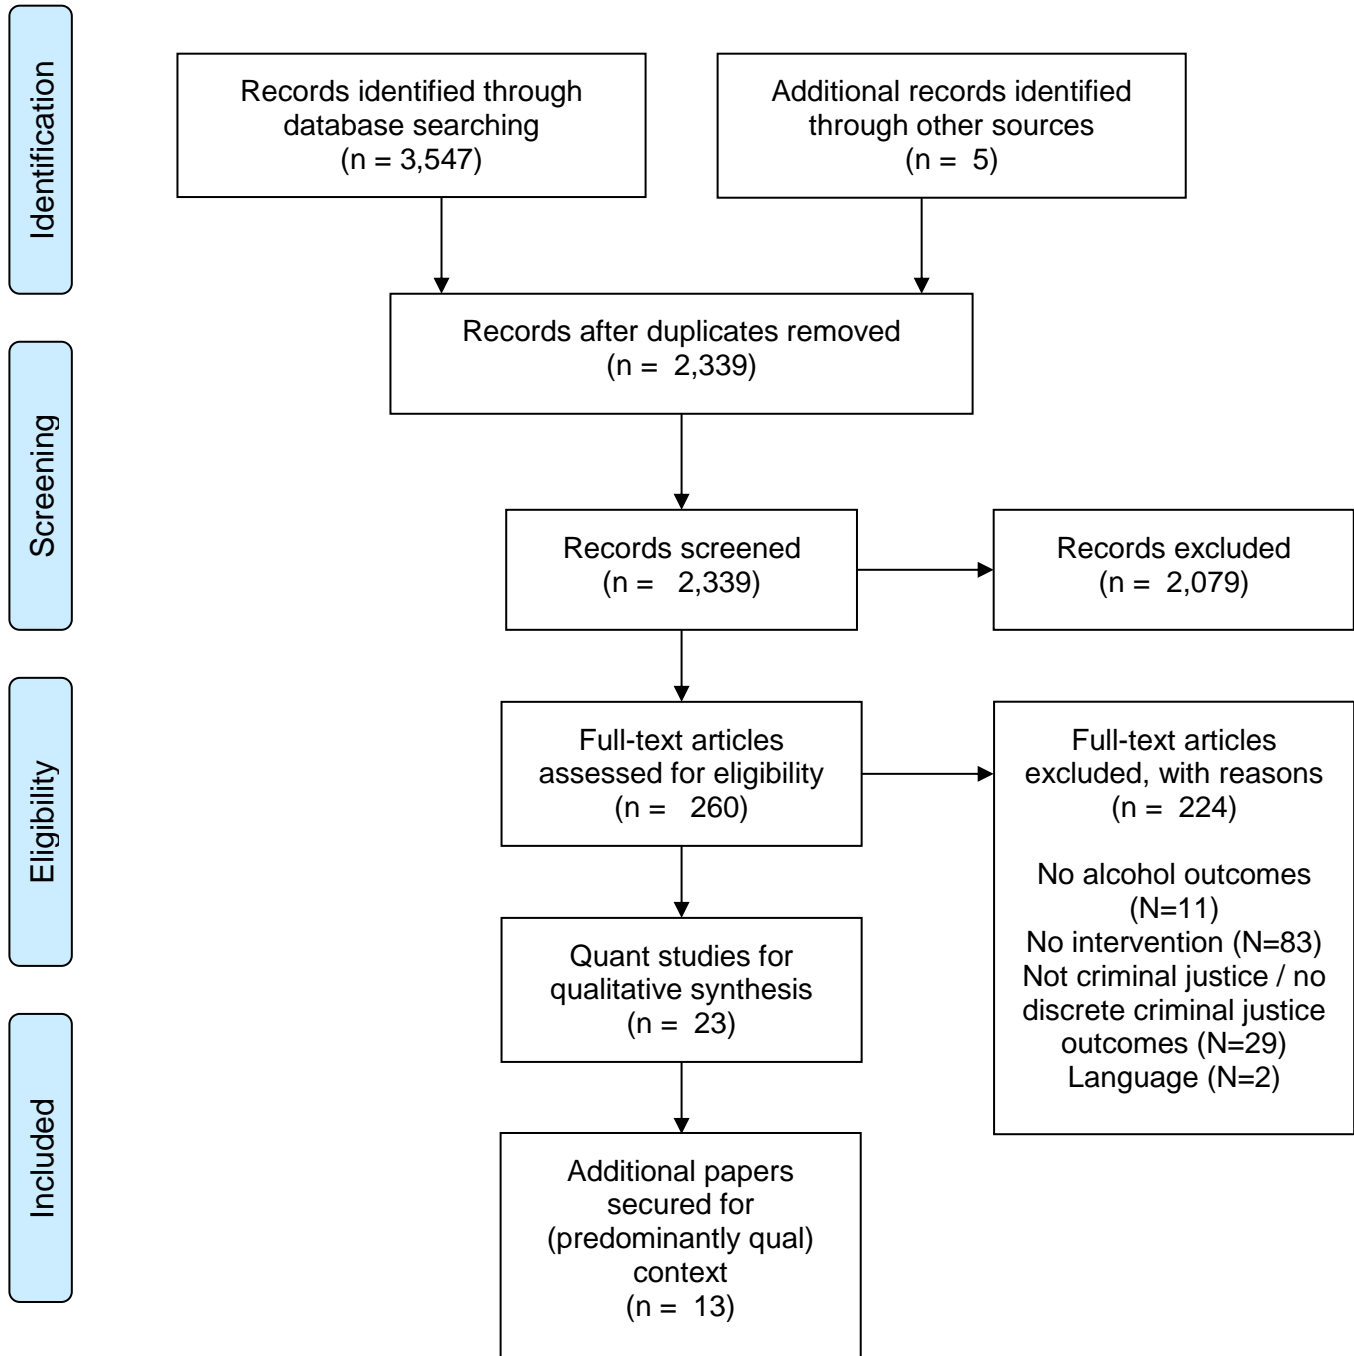 Identification
Records identified through
database searching
(n = 3,547)
Additional records identified
through other sources
(n = 5)
Records after duplicates removed
(n = 2,339)
Screening
Records screened
(n = 2,339)
Records excluded
(n = 2,079)
Eligibility
Full-text articles
assessed for eligibility
(n = 260)
Full-text articles
excluded, with reasons
(n = 224)
No alcohol outcomes
(N=11)
No intervention (N=83)
Not criminal justice / no
discrete criminal justice
outcomes (N=29)
Language (N=2)
Quant studies for
qualitative synthesis
(n = 23)
Included
Additional papers
secured for
(predominantly qual)
context
(n = 13)